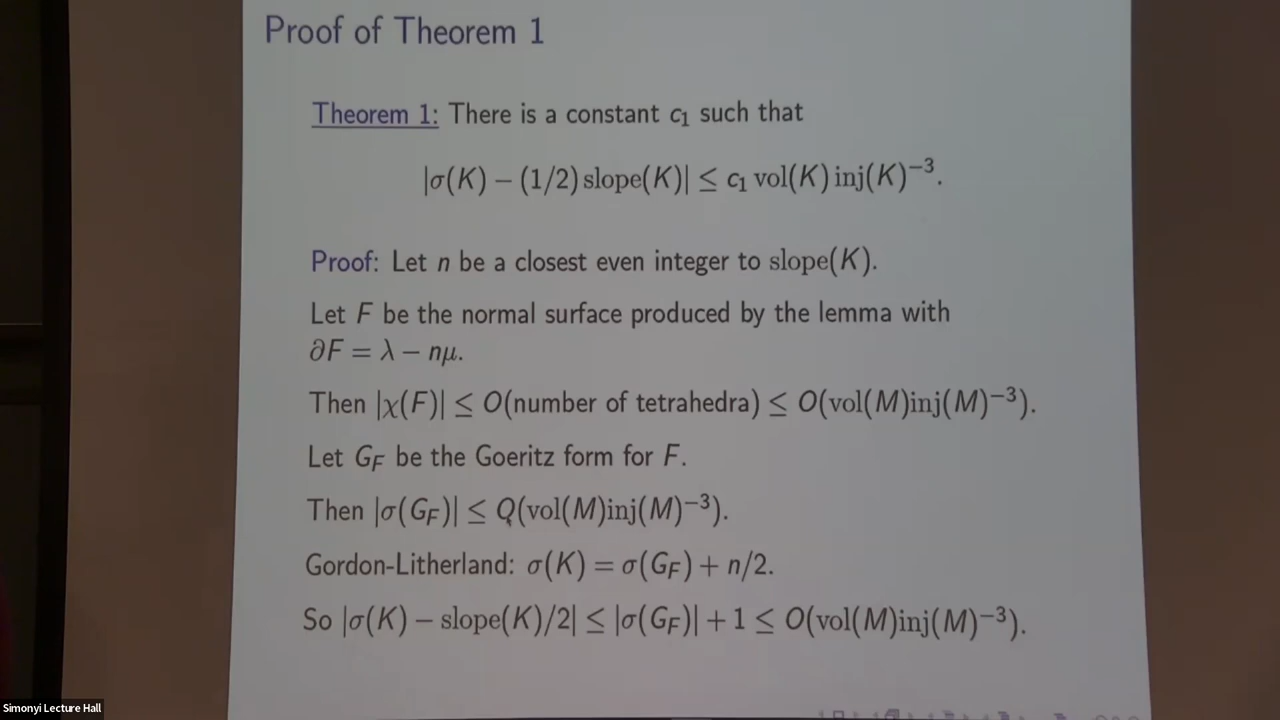 Proof of Theorem 1
Theorem 1: There is a constant c₁ such that
|σ(K) − (1/2) slope(K)| ≤ c₁ vol(K) inj(K)⁻³.
Proof: Let n be a closest even integer to slope(K).
Let F be the normal surface produced by the lemma with
∂F = λ − nμ.
Then |χ(F)| ≤ O(number of tetrahedra) ≤ O(vol(M)inj(M)⁻³).
Let G_F be the Goeritz form for F.
Then |σ(G_F)| ≤ O(vol(M)inj(M)⁻³).
Gordon-Litherland: σ(K) = σ(G_F) + n/2.
So |σ(K) − slope(K)/2| ≤ |σ(G_F)| + 1 ≤ O(vol(M)inj(M)⁻³).
Simonyi Lecture Hall